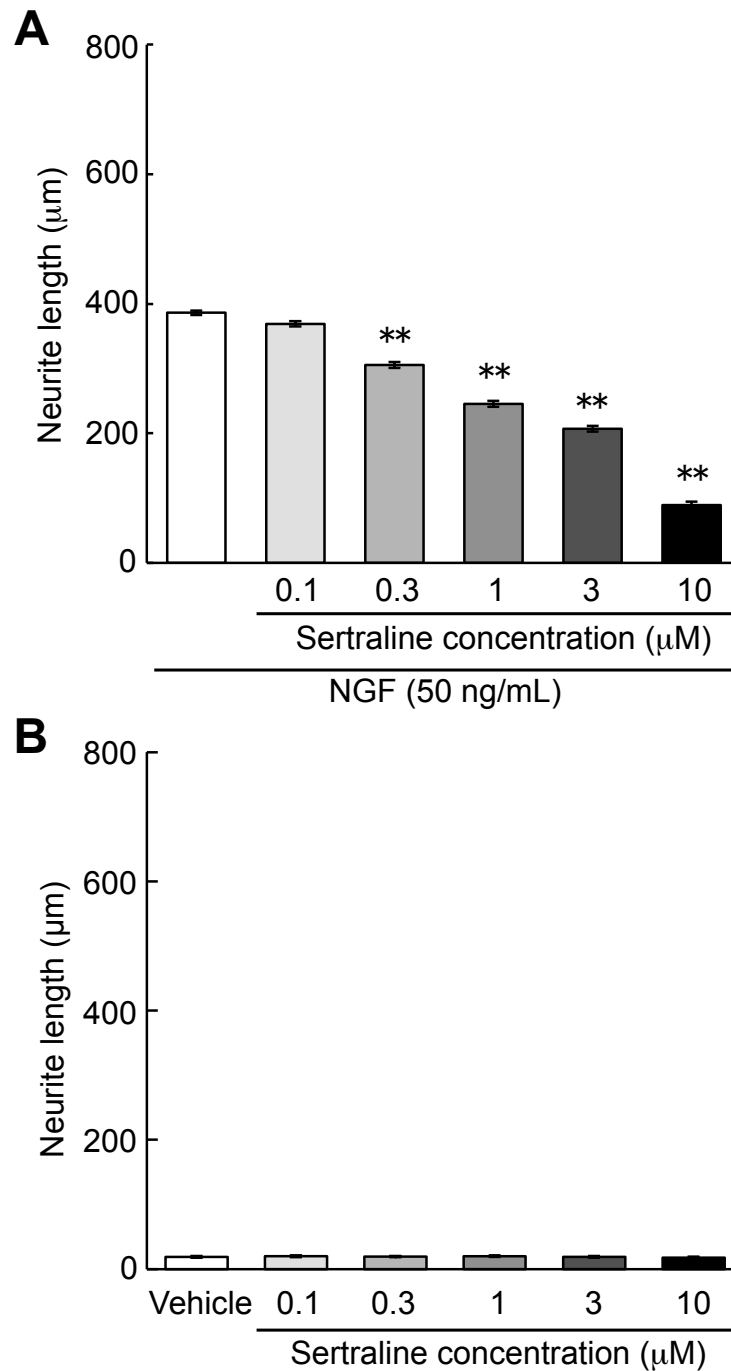 A
Neurite length (μm)
800
600
400
200
0
**
**
**
**
0.1 0.3 1 3 10
Sertraline concentration (μM)
NGF (50 ng/mL)
B
Neurite length (μm)
800
600
400
200
0
Vehicle 0.1 0.3 1 3 10
Sertraline concentration (μM)